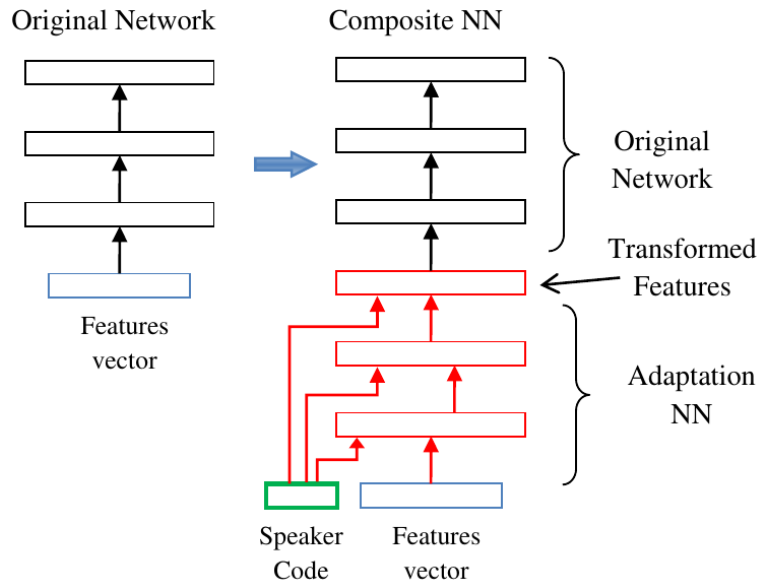 Original Network
Composite NN
Original
Network
Transformed
Features
Features
vector
Adaptation
NN
Speaker
Code
Features
vector